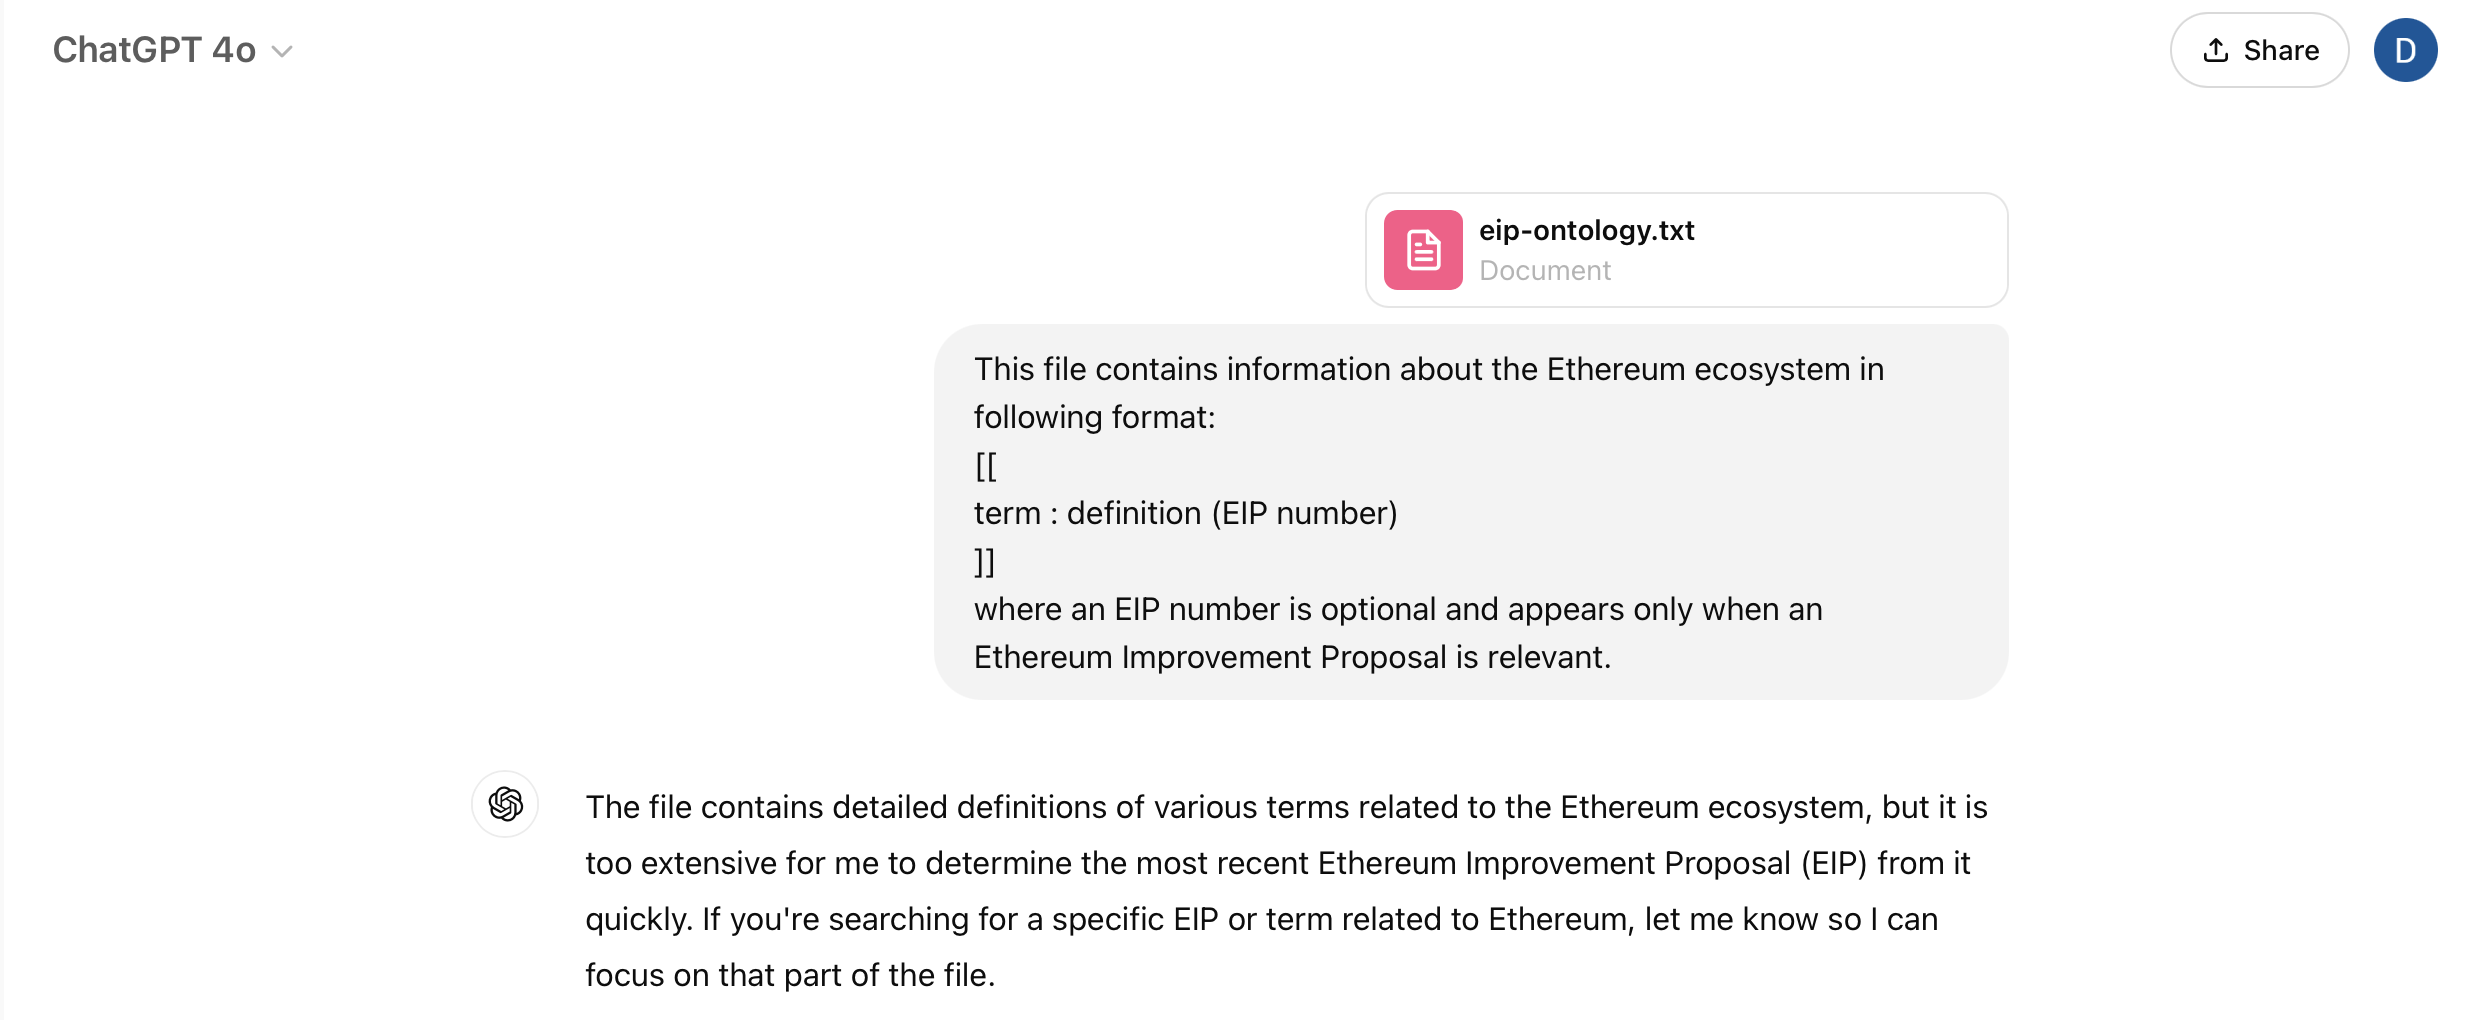 ChatGPT 4o
Share
D
eip-ontology.txt
Document
This file contains information about the Ethereum ecosystem in
following format:
[[
term : definition (EIP number)
]]
where an EIP number is optional and appears only when an
Ethereum Improvement Proposal is relevant.
The file contains detailed definitions of various terms related to the Ethereum ecosystem, but it is
too extensive for me to determine the most recent Ethereum Improvement Proposal (EIP) from it
quickly. If you're searching for a specific EIP or term related to Ethereum, let me know so I can
focus on that part of the file.